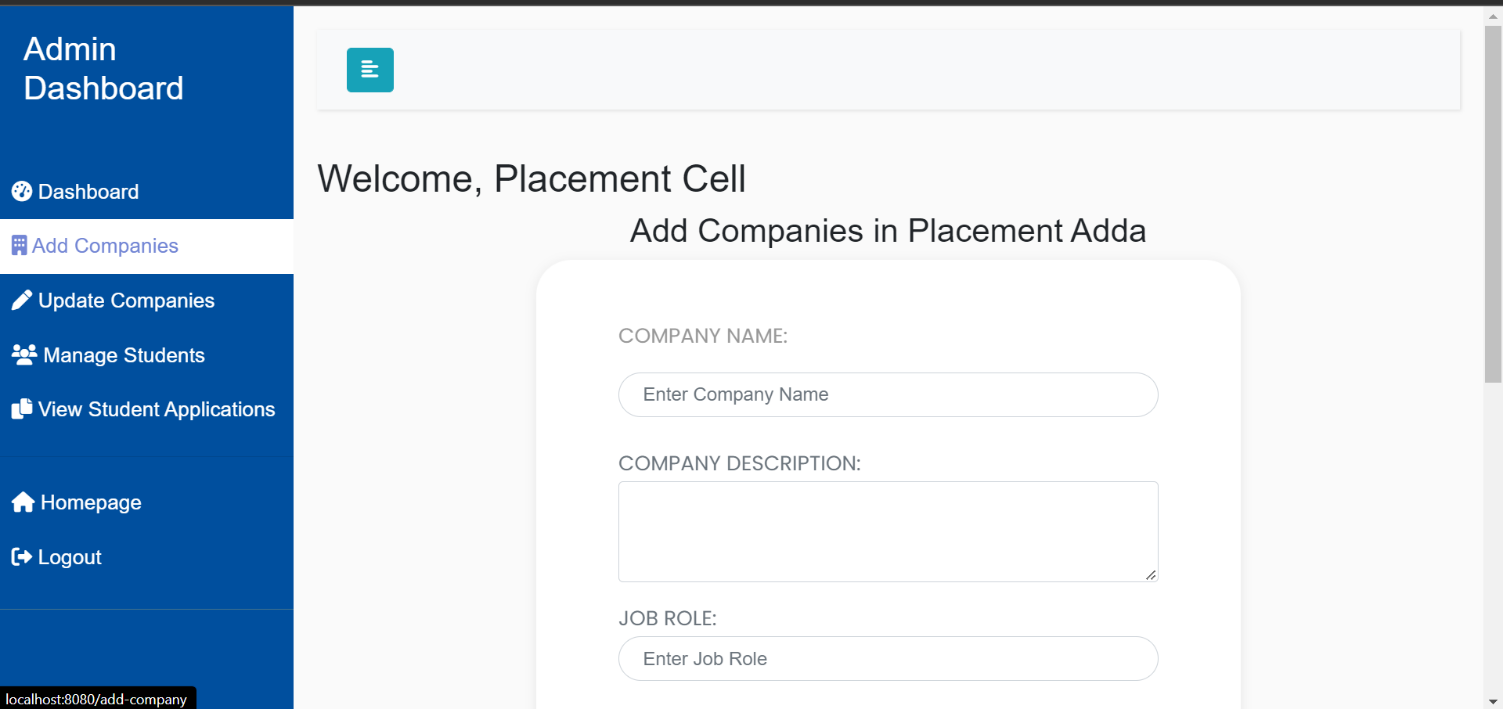 Admin
Dashboard
Dashboard
Add Companies
Update Companies
Manage Students
View Student Applications
Homepage
Logout
localhost:8080/add-company
Welcome, Placement Cell
Add Companies in Placement Adda
COMPANY NAME:
Enter Company Name
COMPANY DESCRIPTION:
JOB ROLE:
Enter Job Role